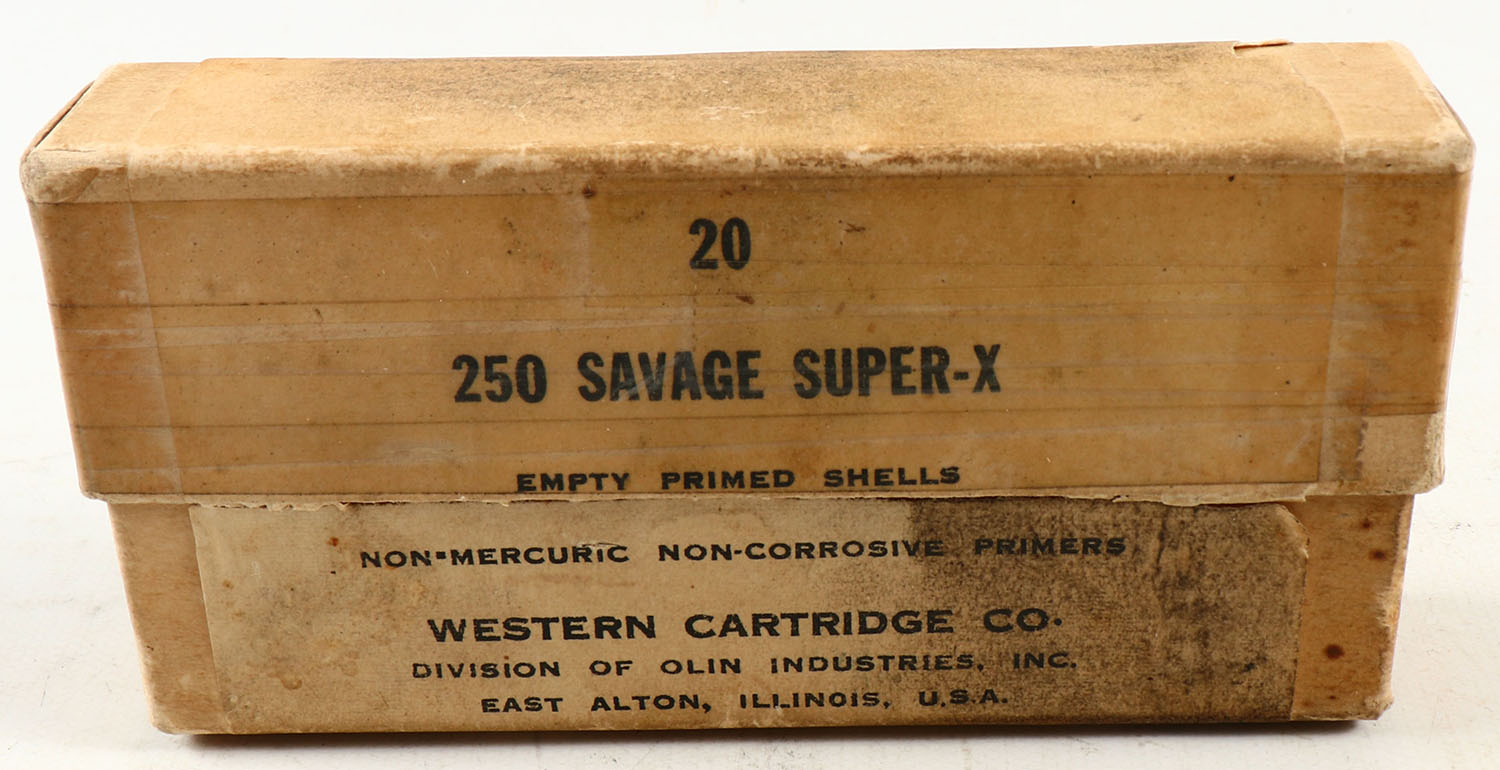 20
250 SAVAGE SUPER-X
EMPTY PRIMED SHELLS
NON-MERCURIC NON-CORROSIVE PRIMERS
WESTERN CARTRIDGE CO.
DIVISION OF OLIN INDUSTRIES, INC.
EAST ALTON, ILLINOIS, U.S.A.